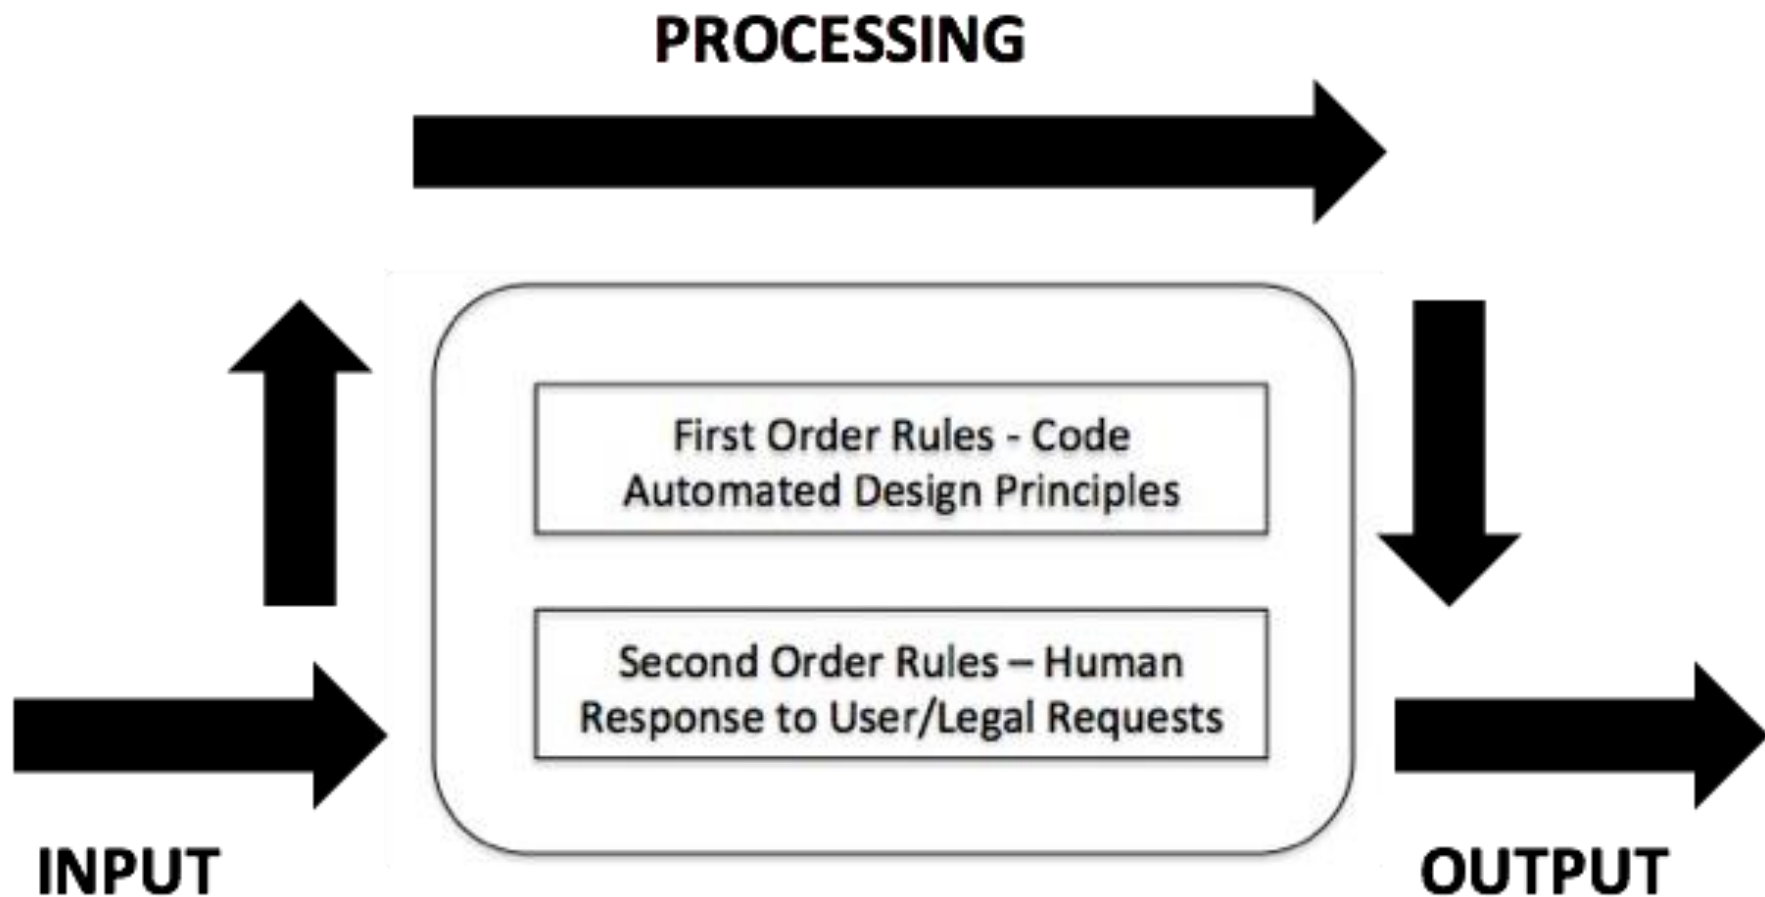 PROCESSING
First Order Rules - Code
Automated Design Principles
Second Order Rules – Human
Response to User/Legal Requests
INPUT
OUTPUT